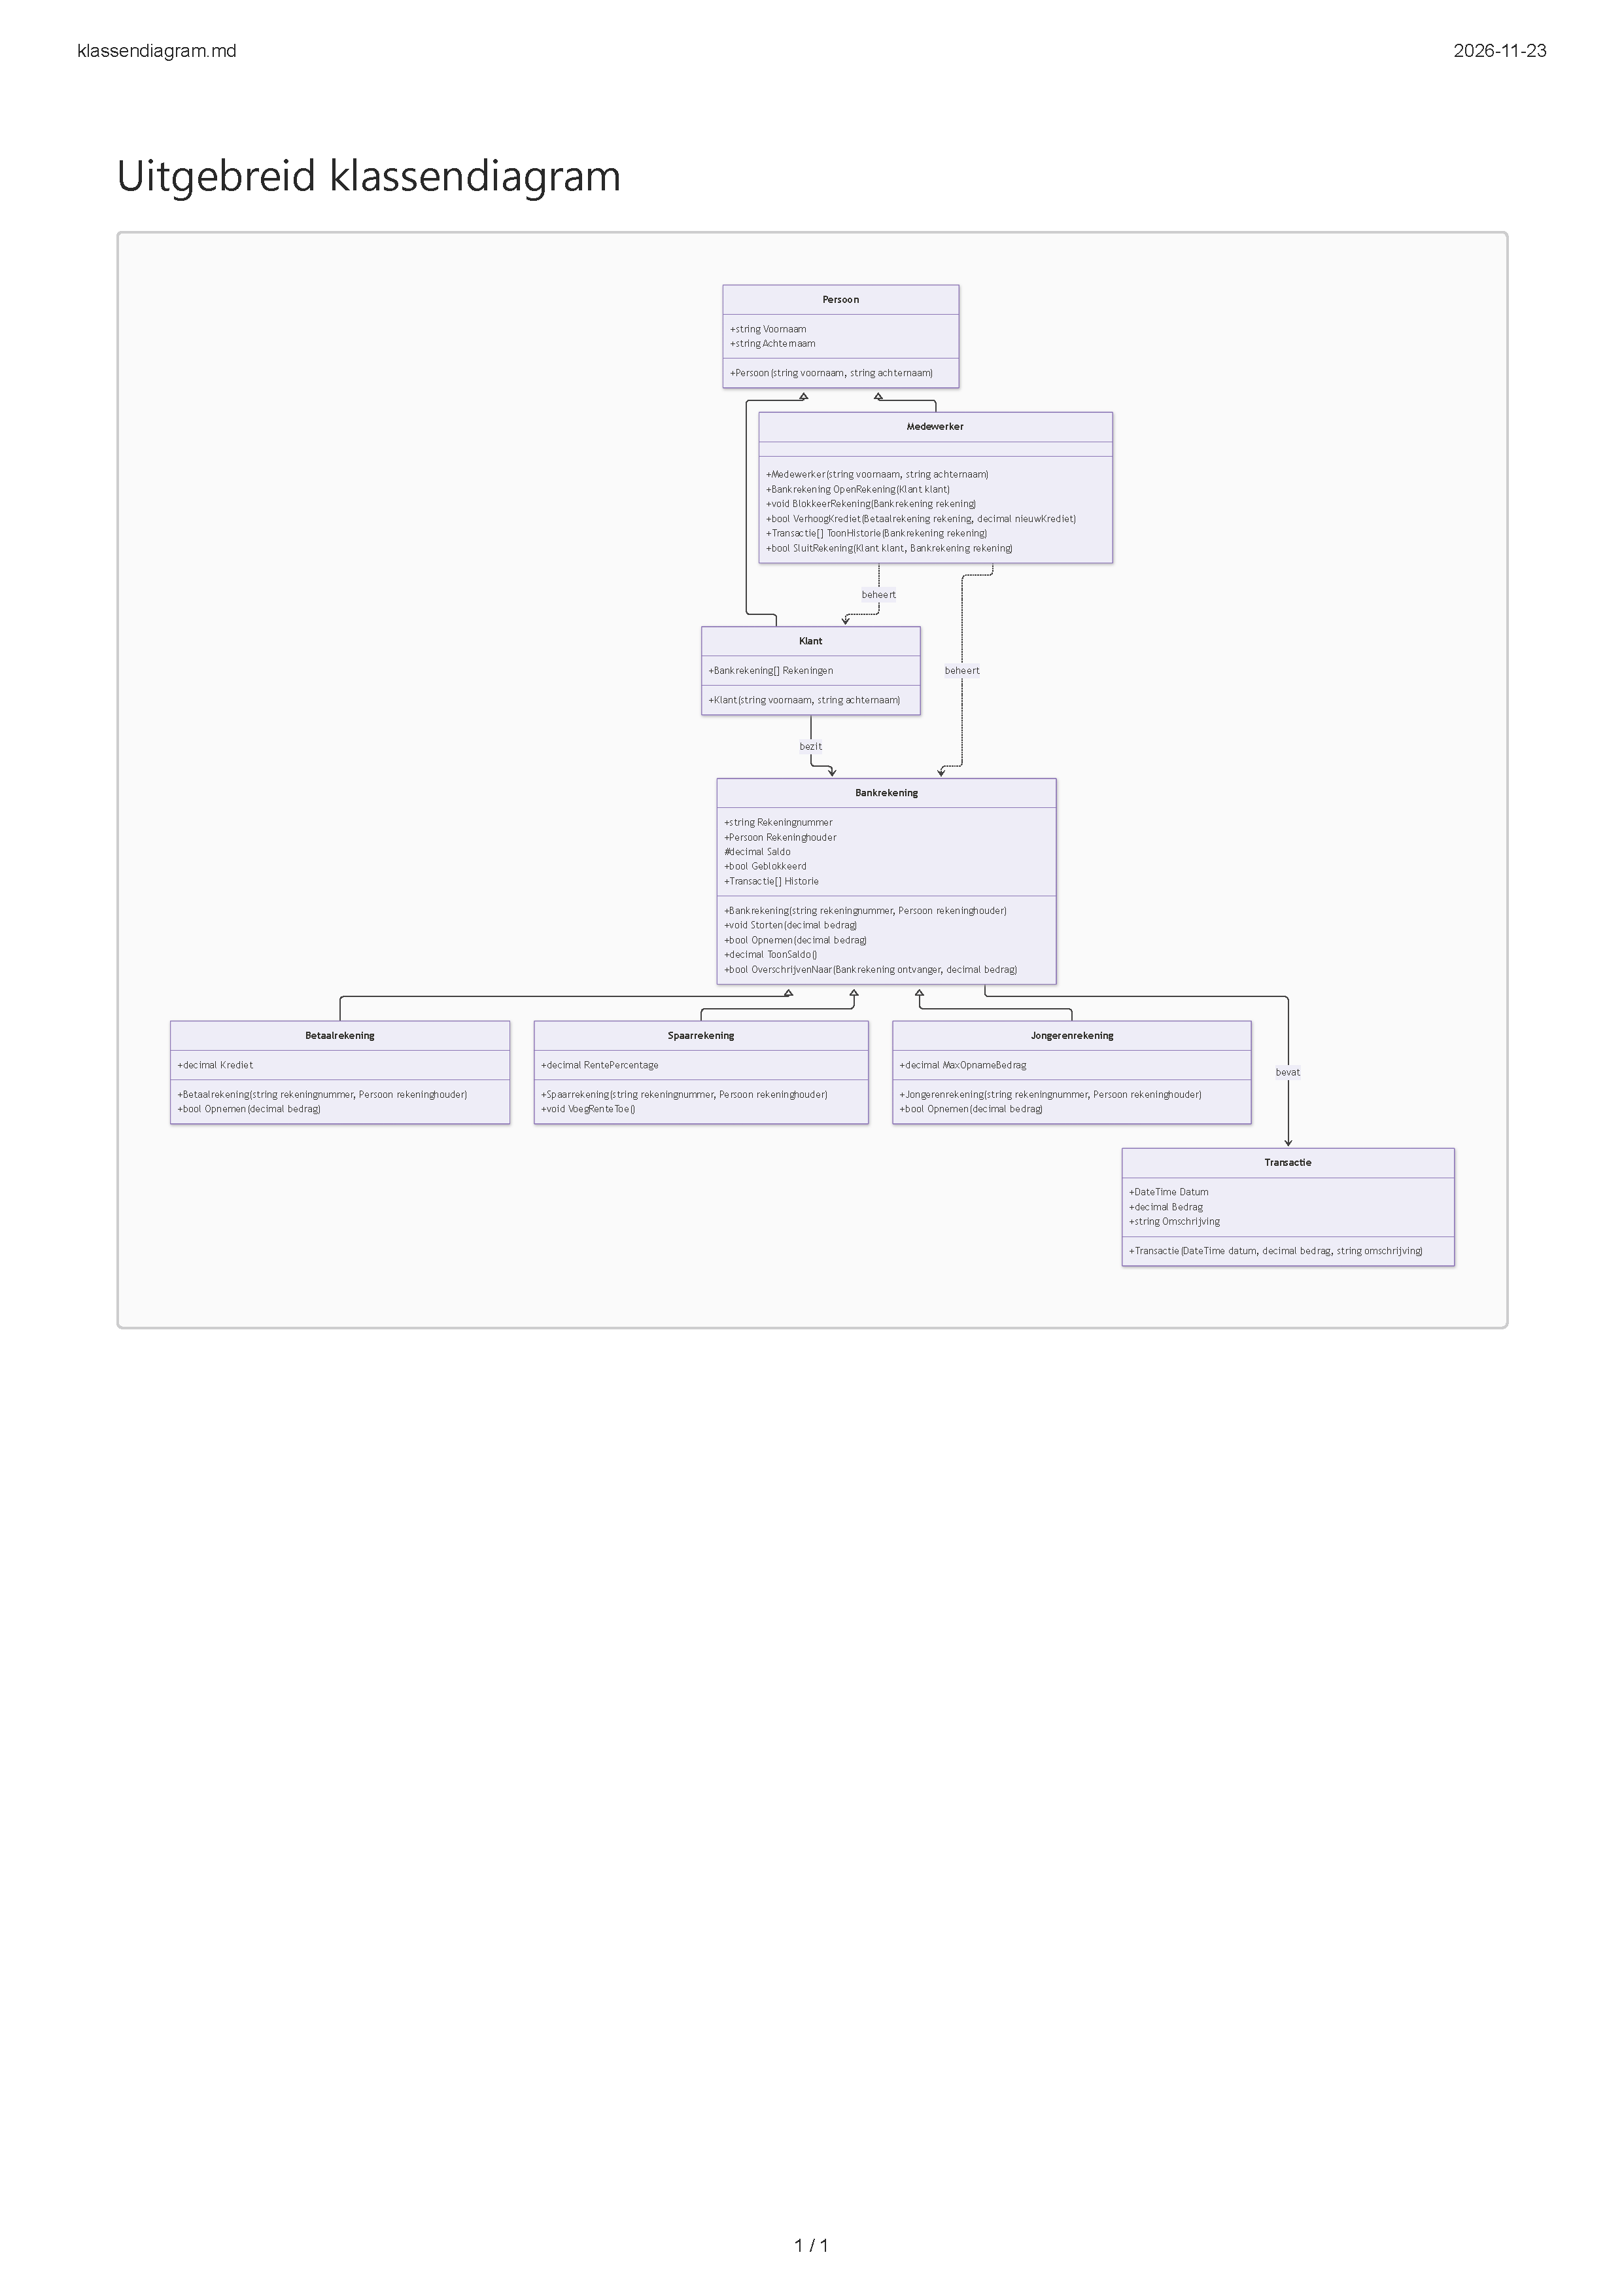 klassendiagram.md
2026-11-23
Uitgebreid klassendiagram
Persoon
+string Voornaam
+string Achternaam
+Persoon(string voornaam, string achternaam)
Medewerker
+Medewerker(string voornaam, string achternaam)
+Bankrekening OpenRekening(Klant klant)
+void BlokkeerRekening(Bankrekening rekening)
+bool VerhoogKrediet(Betaalrekening rekening, decimal nieuwKrediet)
+Transactie[] ToonHistorie(Bankrekening rekening)
+bool SluitRekening(Klant klant, Bankrekening rekening)
beheert
Klant
+Bankrekening[] Rekeningen
+Klant(string voornaam, string achternaam)
beheert
bezit
Bankrekening
+string Rekeningnummer
+Persoon Rekeninghouder
#decimal Saldo
+bool Geblokkeerd
+Transactie[] Historie
+Bankrekening(string rekeningnummer, Persoon rekeninghouder)
+void Storten(decimal bedrag)
+bool Opnemen(decimal bedrag)
+decimal ToonSaldo()
+bool OverschrijvenNaar(Bankrekening ontvanger, decimal bedrag)
Betaalrekening
+decimal Krediet
+Betaalrekening(string rekeningnummer, Persoon rekeninghouder)
+bool Opnemen(decimal bedrag)
Spaarrekening
+decimal RentePercentage
+Spaarrekening(string rekeningnummer, Persoon rekeninghouder)
+void VoegRenteToe()
Jongerenrekening
+decimal MaxOpnameBedrag
+Jongerenrekening(string rekeningnummer, Persoon rekeninghouder)
+bool Opnemen(decimal bedrag)
bevat
Transactie
+DateTime Datum
+decimal Bedrag
+string Omschrijving
+Transactie(DateTime datum, decimal bedrag, string omschrijving)
1 / 1